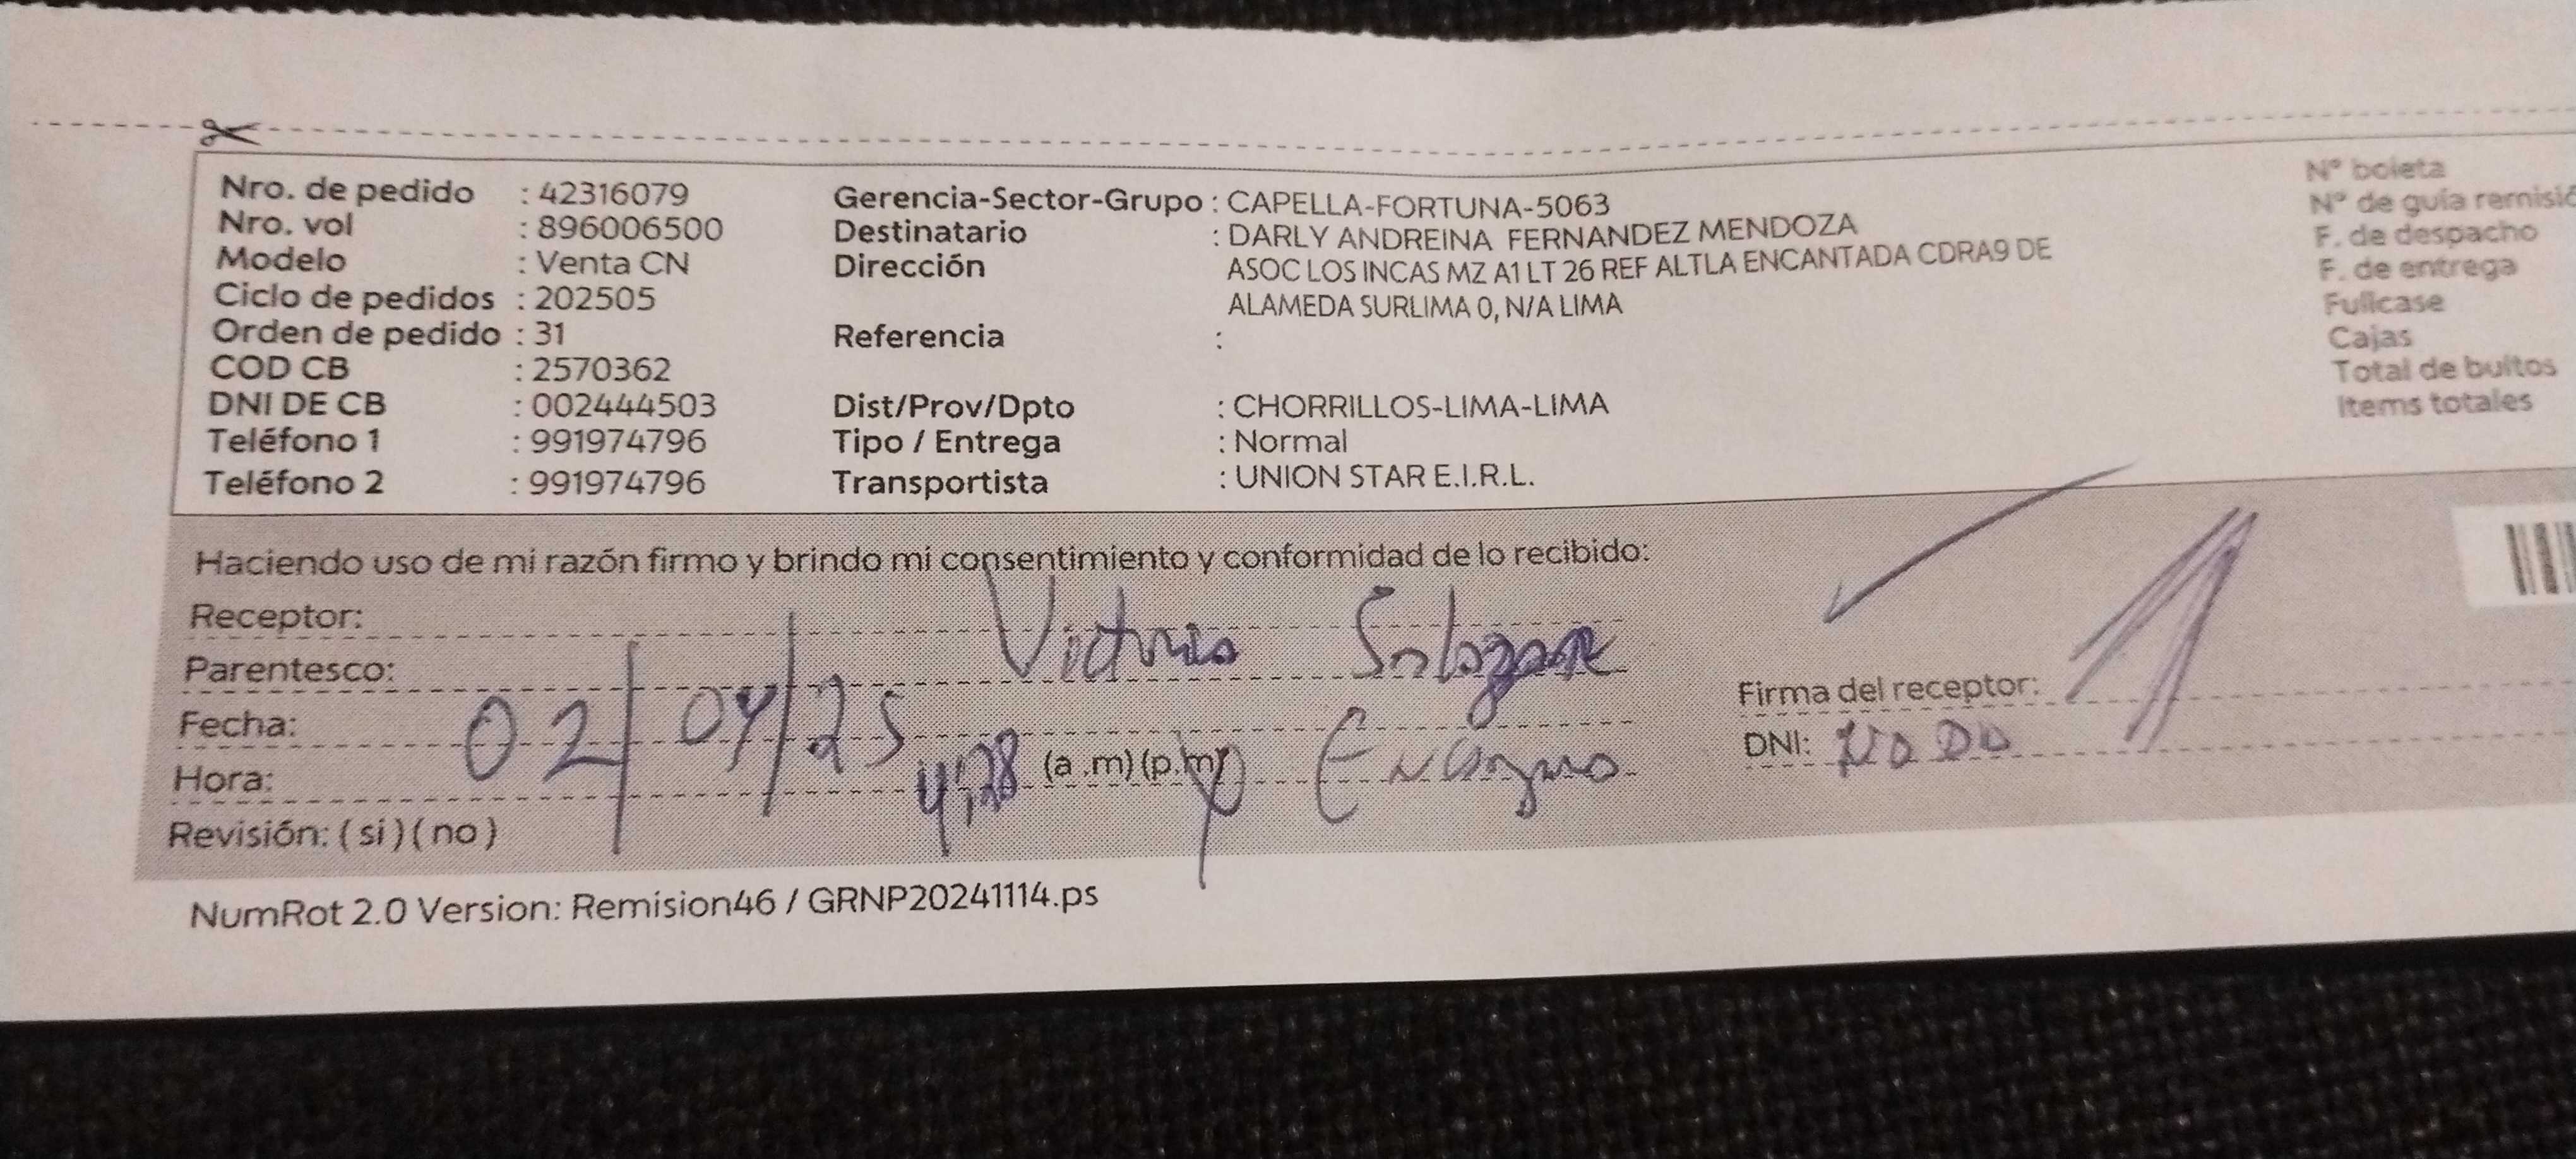 Nro. de pedido : 42316079
Nro. vol : 896006500
Modelo : Venta CN
Ciclo de pedidos : 202505
Orden de pedido : 31
COD CB : 2570362
DNI DE CB : 002444503
Teléfono 1 : 991974796
Teléfono 2 : 991974796
Gerencia-Sector-Grupo : CAPELLA-FORTUNA-5063
Destinatario : DARLY ANDREINA FERNANDEZ MENDOZA
Dirección ASOC LOS INCAS MZ A1 LT 26 REF ALTLA ENCANTADA CDRA9 DE
ALAMEDA SURLIMA 0, N/A LIMA
Referencia :
Dist/Prov/Dpto : CHORRILLOS-LIMA-LIMA
Tipo / Entrega : Normal
Transportista : UNION STAR E.I.R.L.
N° boleta
N° de guía remisió
F. de despacho
F. de entrega
Fullcase
Cajas
Total de bultos
Items totales
Haciendo uso de mi razón firmo y brindo mi consentimiento y conformidad de lo recibido:
Receptor: Victoria Salazar
Parentesco:
Fecha: 02/04/25
Hora: (a .m) (p.m)
Revisión: ( si ) ( no )
Firma del receptor:
DNI: No DO
NumRot 2.0 Version: Remision46 / GRNP20241114.ps